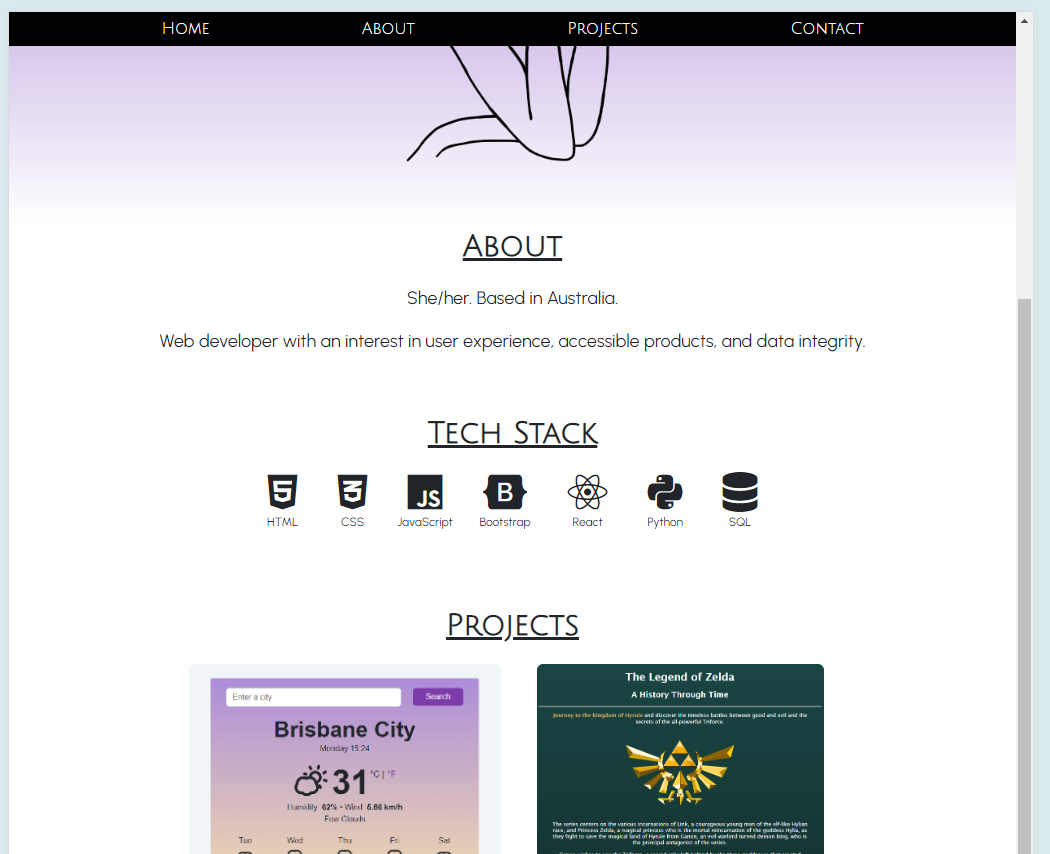 Home About Projects Contact
About
She/her. Based in Australia.
Web developer with an interest in user experience, accessible products, and data integrity.
Tech Stack
5 3 JS B
HTML CSS JavaScript Bootstrap React Python SQL
Projects
Enter a city Search
Brisbane City
Monday 15:24
31 °C | °F
Humidity 62% • Wind 5.66 km/h
Few Clouds
Tue Wed Thu Fri Sat
The Legend of Zelda
A History Through Time
Journey to the kingdom of Hyrule and discover the timeless battles between good and evil and the
secrets of the all-powerful Triforce.
The series centers on the various incarnations of Link, a courageous young man of the elf-like Hylian
race, and Princess Zelda, a magical princess who is the mortal reincarnation of the goddess Hylia, as
they fight to save the magical land of Hyrule from Ganon, an evil warlord turned demon king, who is
the principal antagonist of the series.